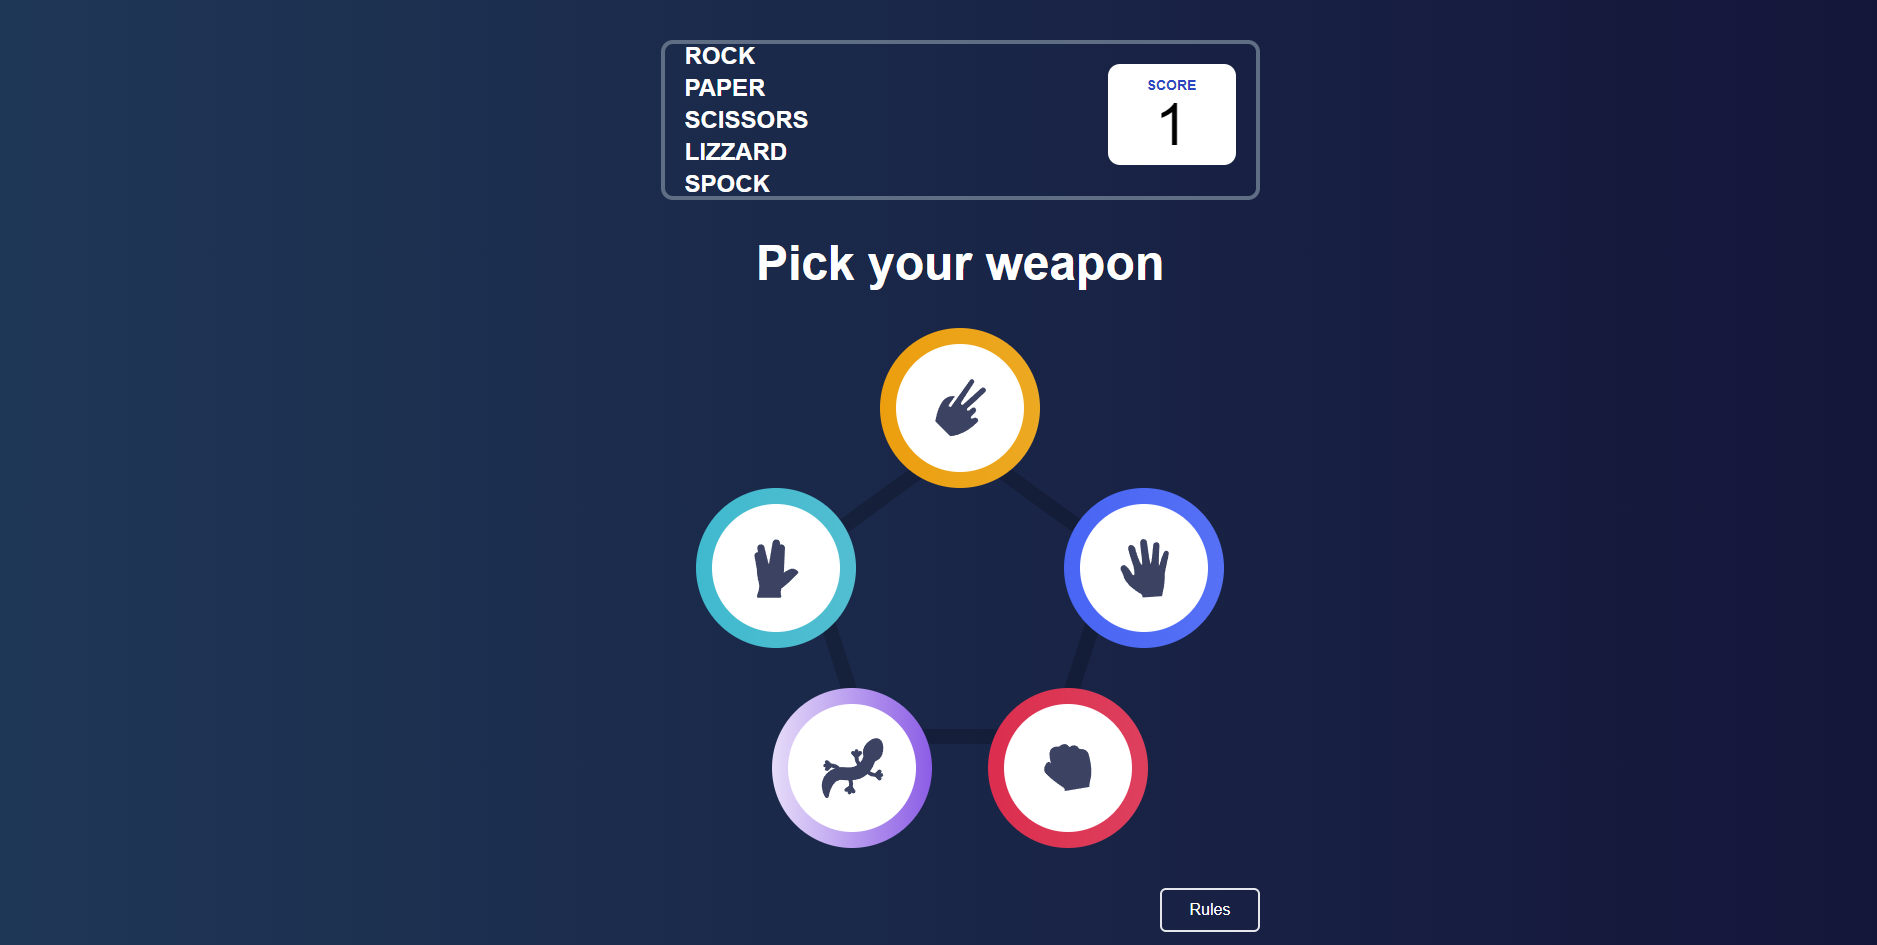 ROCK
PAPER
SCISSORS
LIZZARD
SPOCK
SCORE
1
Pick your weapon
Rules